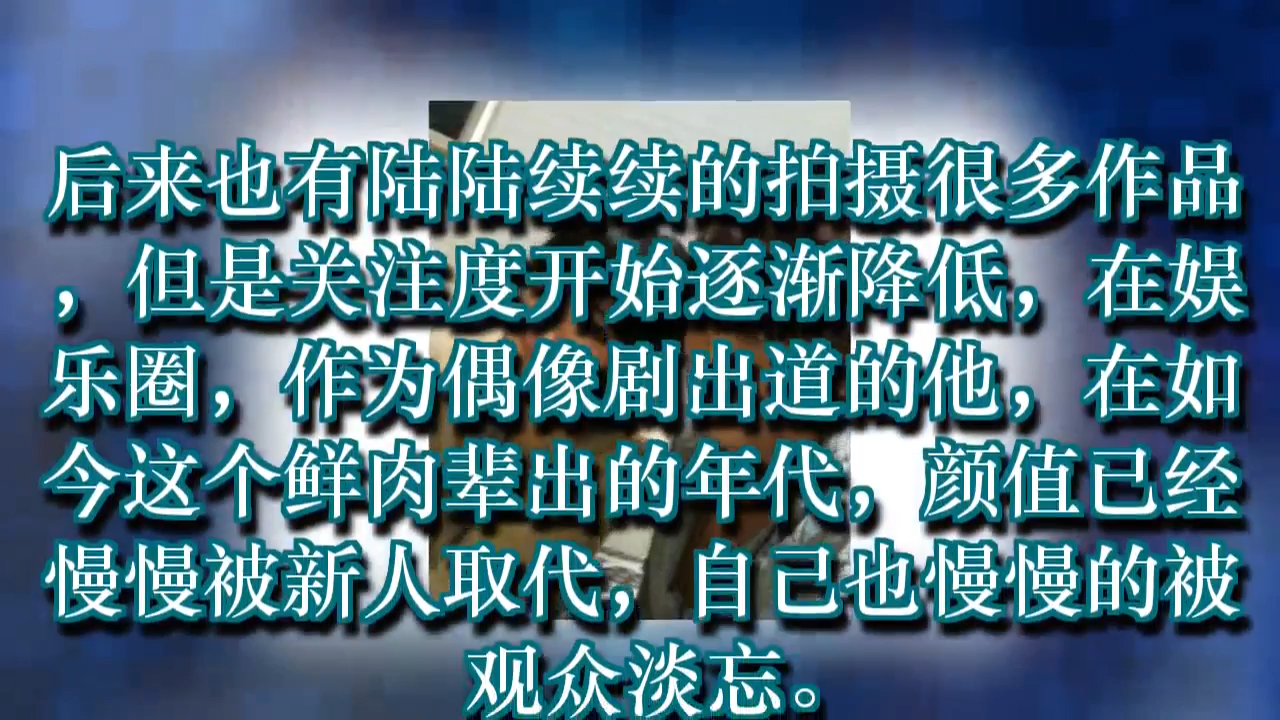 后来也有陆陆续续的拍摄很多作品
，但是关注度开始逐渐降低，在娱
乐圈，作为偶像剧出道的他，在如
今这个鲜肉辈出的年代，颜值已经
慢慢被新人取代，自己也慢慢的被
观众淡忘。